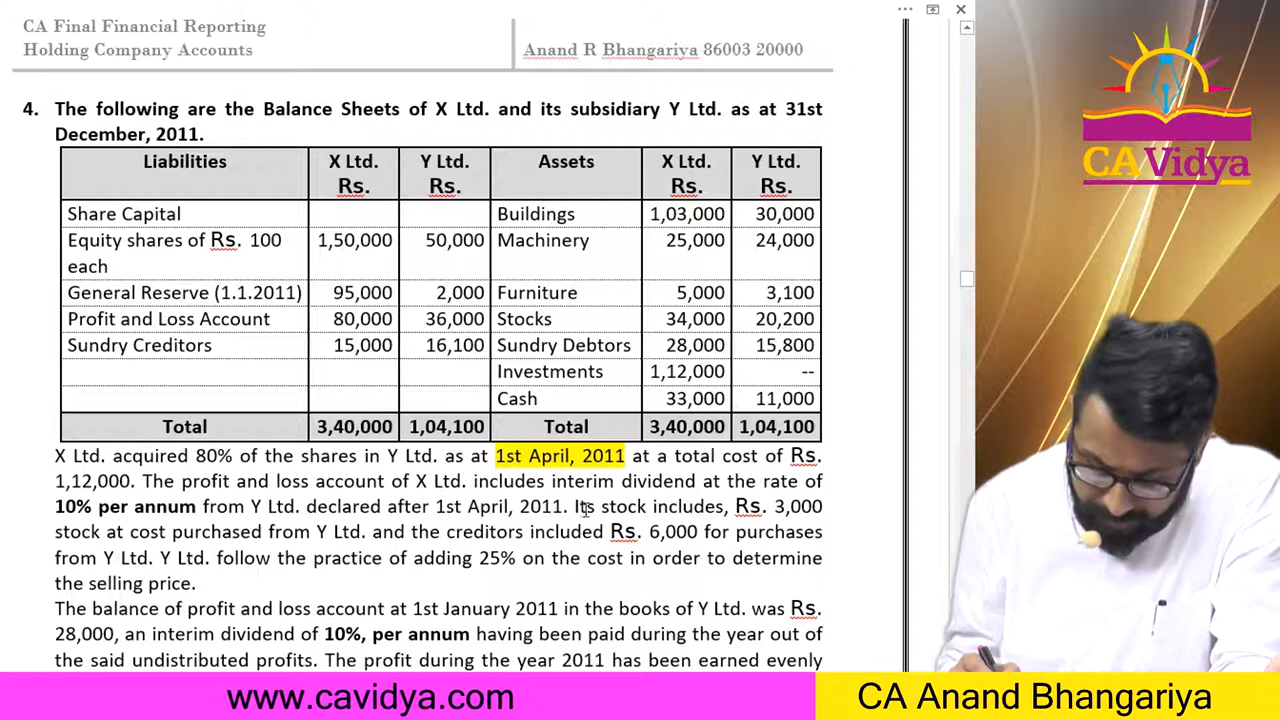 CA Final Financial Reporting
Holding Company Accounts
Anand R Bhangariya 86003 20000
CA Vidya
4. The following are the Balance Sheets of X Ltd. and its subsidiary Y Ltd. as at 31st
December, 2011.
Liabilities X Ltd. Rs. Y Ltd. Rs. Assets X Ltd. Rs. Y Ltd. Rs.
Share Capital Buildings 1,03,000 30,000
Equity shares of Rs. 100 each 1,50,000 50,000 Machinery 25,000 24,000
General Reserve (1.1.2011) 95,000 2,000 Furniture 5,000 3,100
Profit and Loss Account 80,000 36,000 Stocks 34,000 20,200
Sundry Creditors 15,000 16,100 Sundry Debtors 28,000 15,800
Investments 1,12,000 --
Cash 33,000 11,000
Total 3,40,000 1,04,100 Total 3,40,000 1,04,100
X Ltd. acquired 80% of the shares in Y Ltd. as at 1st April, 2011 at a total cost of Rs.
1,12,000. The profit and loss account of X Ltd. includes interim dividend at the rate of
10% per annum from Y Ltd. declared after 1st April, 2011. Its stock includes, Rs. 3,000
stock at cost purchased from Y Ltd. and the creditors included Rs. 6,000 for purchases
from Y Ltd. Y Ltd. follow the practice of adding 25% on the cost in order to determine
the selling price.
The balance of profit and loss account at 1st January 2011 in the books of Y Ltd. was Rs.
28,000, an interim dividend of 10%, per annum having been paid during the year out of
the said undistributed profits. The profit during the year 2011 has been earned evenly
www.cavidya.com
CA Anand Bhangariya